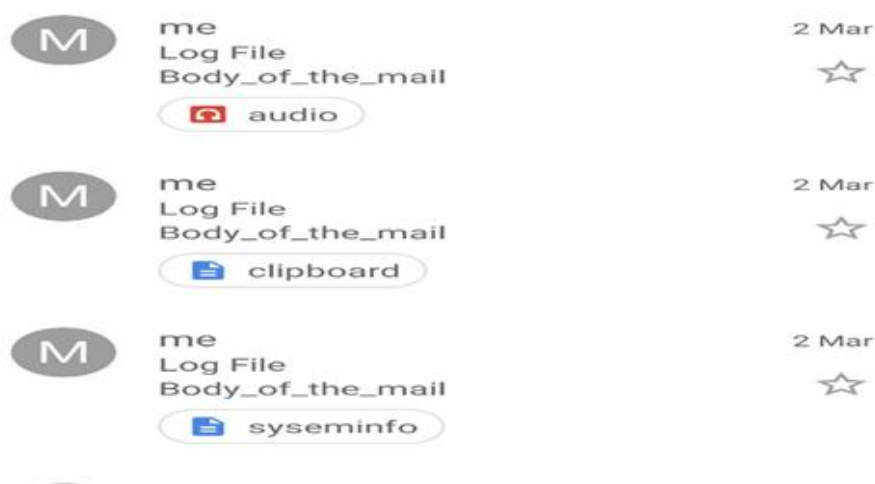 M
me
2 Mar
Log File
Body_of_the_mail
audio
M
me
2 Mar
Log File
Body_of_the_mail
clipboard
M
me
2 Mar
Log File
Body_of_the_mail
syseminfo